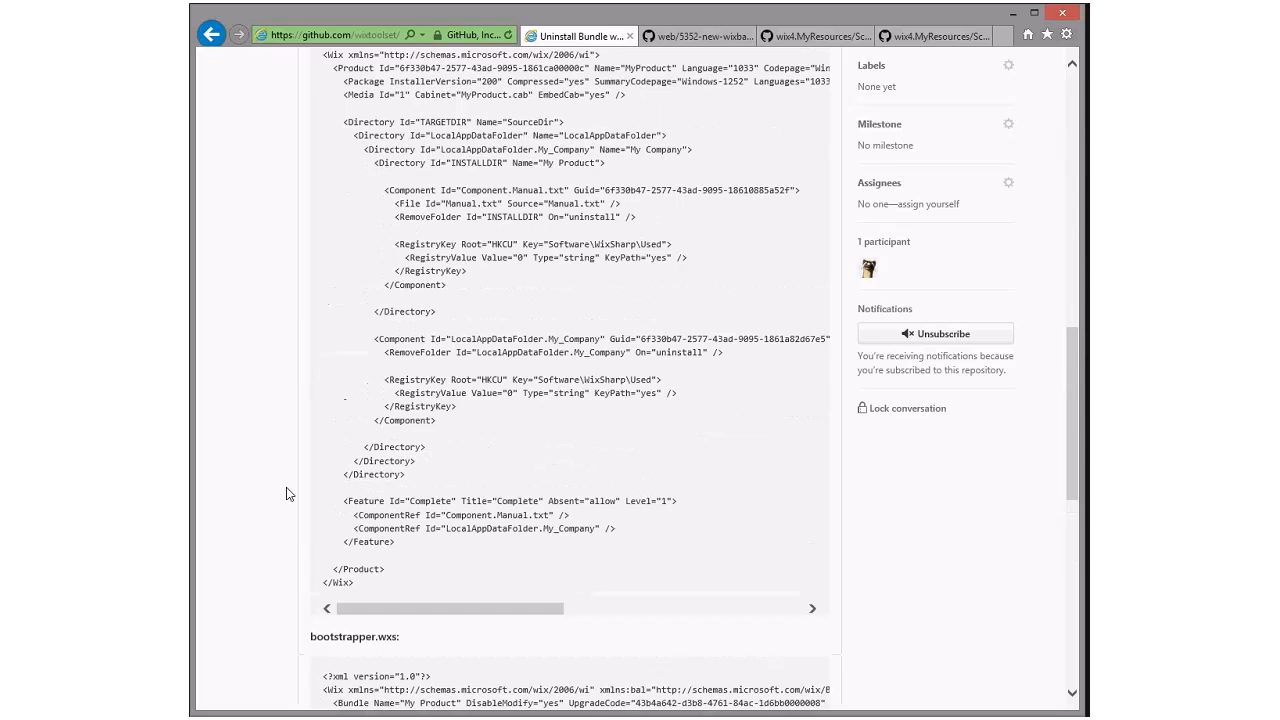 https://github.com/wixtoolset/
GitHub, Inc...
Uninstall Bundle w...
web/5352-new-wixba...
wix4.MyResources/Sc...
wix4.MyResources/Sc...
<Wix xmlns="http://schemas.microsoft.com/wix/2006/wi">
<Product Id="6f330b47-2577-43ad-9095-1861ca00000c" Name="MyProduct" Language="1033" Codepage="Win
<Package InstallerVersion="200" Compressed="yes" SummaryCodepage="Windows-1252" Languages="1033
<Media Id="1" Cabinet="MyProduct.cab" EmbedCab="yes" />
<Directory Id="TARGETDIR" Name="SourceDir">
<Directory Id="LocalAppDataFolder" Name="LocalAppDataFolder">
<Directory Id="LocalAppDataFolder.My_Company" Name="My Company">
<Directory Id="INSTALLDIR" Name="My Product">
<Component Id="Component.Manual.txt" Guid="6f330b47-2577-43ad-9095-18610885a52f">
<File Id="Manual.txt" Source="Manual.txt" />
<RemoveFolder Id="INSTALLDIR" On="uninstall" />
<RegistryKey Root="HKCU" Key="Software\WixSharp\Used">
<RegistryValue Value="0" Type="string" KeyPath="yes" />
</RegistryKey>
</Component>
</Directory>
<Component Id="LocalAppDataFolder.My_Company" Guid="6f330b47-2577-43ad-9095-1861a82d67e5"
<RemoveFolder Id="LocalAppDataFolder.My_Company" On="uninstall" />
<RegistryKey Root="HKCU" Key="Software\WixSharp\Used">
<RegistryValue Value="0" Type="string" KeyPath="yes" />
</RegistryKey>
</Component>
</Directory>
</Directory>
</Directory>
<Feature Id="Complete" Title="Complete" Absent="allow" Level="1">
<ComponentRef Id="Component.Manual.txt" />
<ComponentRef Id="LocalAppDataFolder.My_Company" />
</Feature>
</Product>
</Wix>
bootstrapper.wxs:
<?xml version="1.0"?>
<Wix xmlns="http://schemas.microsoft.com/wix/2006/wi" xmlns:bal="http://schemas.microsoft.com/wix/B
<Bundle Name="My Product" DisableModify="yes" UpgradeCode="43b4a642-d3b8-4761-84ac-1d6bb0000008"
Labels
None yet
Milestone
No milestone
Assignees
No one—assign yourself
1 participant
Notifications
Unsubscribe
You're receiving notifications because
you're subscribed to this repository.
Lock conversation